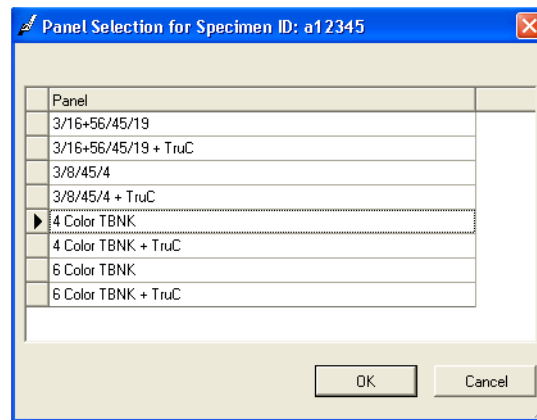 Panel Selection for Specimen ID: a12345
Panel
3/16+56/45/19
3/16+56/45/19 + TruC
3/8/45/4
3/8/45/4 + TruC
4 Color TBNK
4 Color TBNK + TruC
6 Color TBNK
6 Color TBNK + TruC
OK Cancel